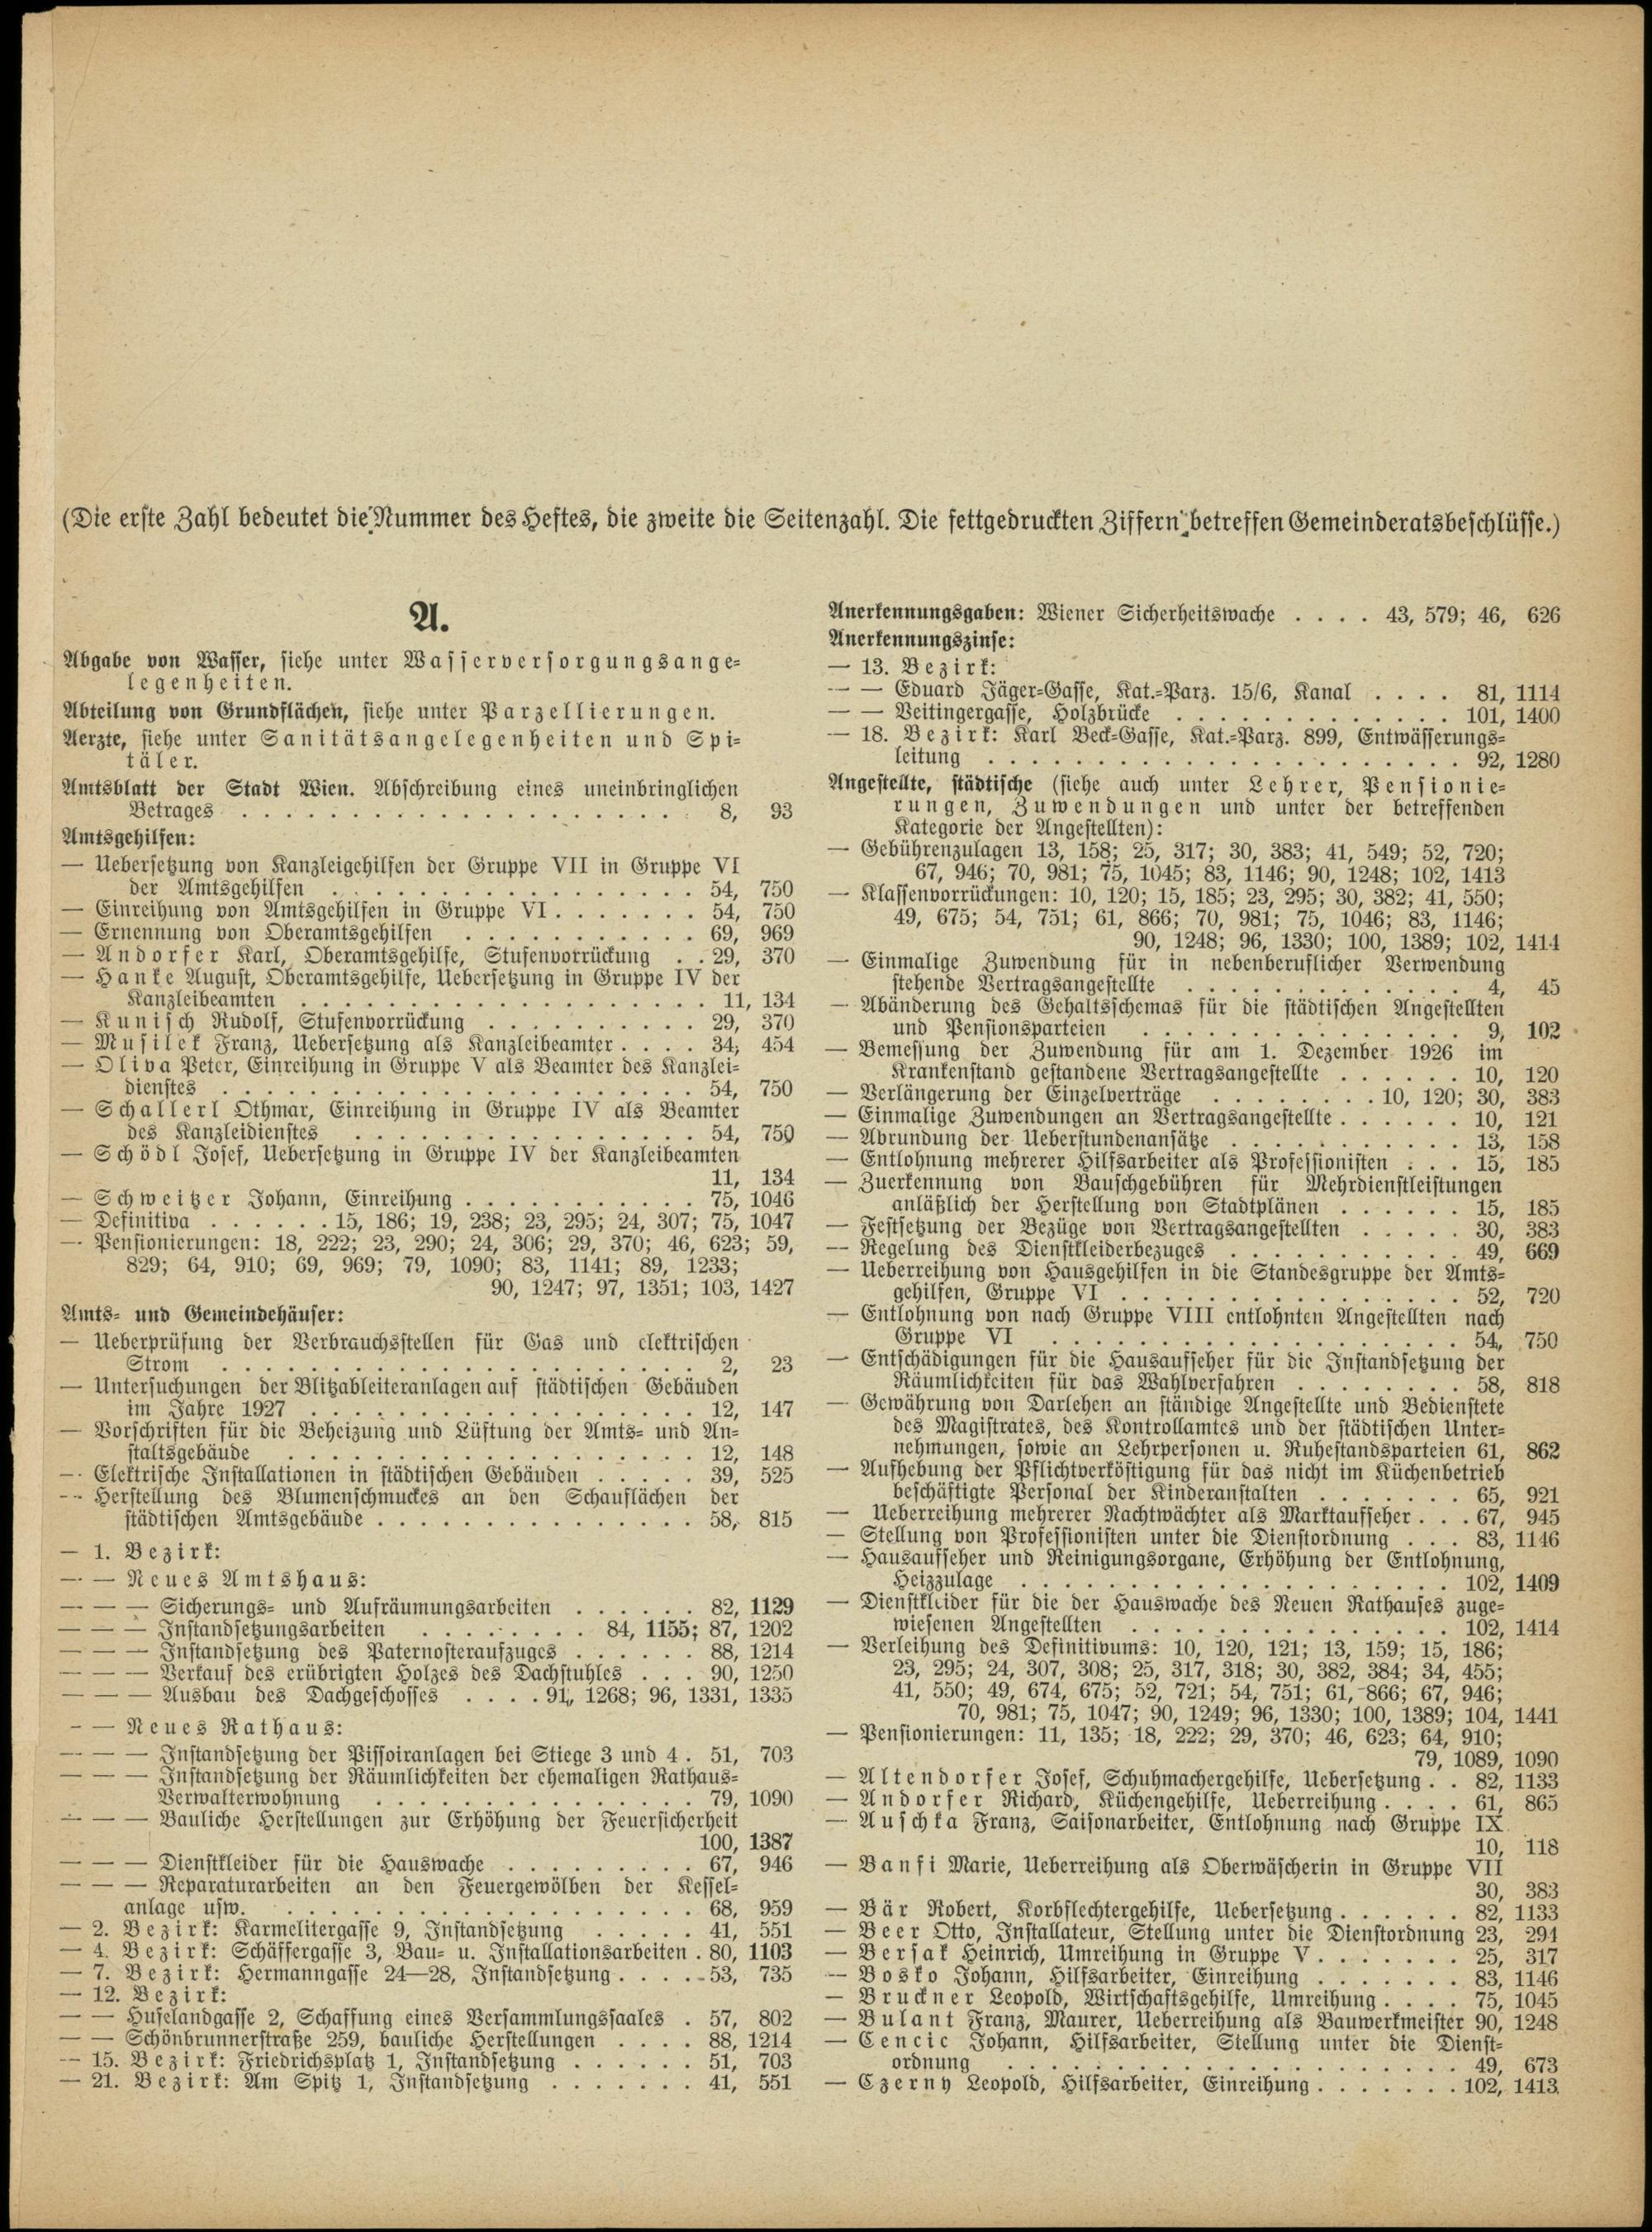 (Die erste Zahl bedeutet die Nummer des Heftes, die zweite die Seitenzahl. Die fettgedruckten Ziffern betreffen Gemeinderatsbeschlüsse.)
A.
Abgabe von Wasser, siehe unter Wasserversorgungsange-
legenheiten.
Abteilung von Grundflächen, siehe unter Parzellierungen.
Aerzte, siehe unter Sanitätsangelegenheiten und Spi-
täler.
Amtsblatt der Stadt Wien. Abschreibung eines uneinbringlichen
Betrages . . . . . . . . . . . . . . . . . . . 8, 93
Amtsgehilfen:
— Uebersetzung von Kanzleigehilfen der Gruppe VII in Gruppe VI
der Amtsgehilfen . . . . . . . . . . . . . . . . 54, 750
— Einreihung von Amtsgehilfen in Gruppe VI . . . . . . . 54, 750
— Ernennung von Oberamtsgehilfen . . . . . . . . . . . 69, 969
— Andorfer Karl, Oberamtsgehilfe, Stufenvorrückung . . 29, 370
— Hanke August, Oberamtsgehilfe, Uebersetzung in Gruppe IV der
Kanzleibeamten . . . . . . . . . . . . . . . . . . 11, 134
— Kunisch Rudolf, Stufenvorrückung . . . . . . . . . . 29, 370
— Musilek Franz, Uebersetzung als Kanzleibeamter . . . . 34, 454
— Oliva Peter, Einreihung in Gruppe V als Beamter des Kanzlei-
dienstes . . . . . . . . . . . . . . . . . . . . 54, 750
— Schallerl Othmar, Einreihung in Gruppe IV als Beamter
des Kanzleidienstes . . . . . . . . . . . . . . . 54, 750
— Schödl Josef, Uebersetzung in Gruppe IV der Kanzleibeamten
11, 134
— Schweitzer Johann, Einreihung . . . . . . . . . . . 75, 1046
— Definitiva . . . . . . 15, 186; 19, 238; 23, 295; 24, 307; 75, 1047
— Pensionierungen: 18, 222; 23, 290; 24, 306; 29, 370; 46, 623; 59,
829; 64, 910; 69, 969; 79, 1090; 83, 1141; 89, 1233;
90, 1247; 97, 1351; 103, 1427
Amts- und Gemeindehäuser:
— Ueberprüfung der Verbrauchsstellen für Gas und elektrischen
Strom . . . . . . . . . . . . . . . . . . . . . 2, 23
— Untersuchungen der Blitzableiteranlagen auf städtischen Gebäuden
im Jahre 1927 . . . . . . . . . . . . . . . . . 12, 147
— Vorschriften für die Beheizung und Lüftung der Amts- und An-
staltsgebäude . . . . . . . . . . . . . . . . . . 12, 148
— Elektrische Installationen in städtischen Gebäuden . . . . . 39, 525
— Herstellung des Blumenschmuckes an den Schauflächen der
städtischen Amtsgebäude . . . . . . . . . . . . . . 58, 815
— 1. Bezirk:
— — Neues Amtshaus:
— — — Sicherungs- und Aufräumungsarbeiten . . . . . . 82, 1129
— — — Instandsetzungsarbeiten . . . . . . . . 84, 1155; 87, 1202
— — — Instandsetzung des Paternosteraufzuges . . . . . . 88, 1214
— — — Verkauf des erübrigten Holzes des Dachstuhles . . . 90, 1250
— — — Ausbau des Dachgeschosses . . . . 91, 1268; 96, 1331, 1335
— — Neues Rathaus:
— — — Instandsetzung der Pissoiranlagen bei Stiege 3 und 4 . 51, 703
— — — Instandsetzung der Räumlichkeiten der ehemaligen Rathaus-
Verwalterwohnung . . . . . . . . . . . . . . 79, 1090
— — — Bauliche Herstellungen zur Erhöhung der Feuersicherheit
100, 1387
— — — Dienstkleider für die Hauswache . . . . . . . . . 67, 946
— — — Reparaturarbeiten an den Feuergewölben der Kessel-
anlage usw. . . . . . . . . . . . . . . . . . . 68, 959
— 2. Bezirk: Karmelitergasse 9, Instandsetzung . . . . . 41, 551
— 4. Bezirk: Schäffergasse 3, Bau- u. Installationsarbeiten . 80, 1103
— 7. Bezirk: Hermanngasse 24—28, Instandsetzung . . . . . 53, 735
— 12. Bezirk:
— — Hufelandgasse 2, Schaffung eines Versammlungssaales . 57, 802
— — Schönbrunnerstraße 259, bauliche Herstellungen . . . . 88, 1214
— 15. Bezirk: Friedrichsplatz 1, Instandsetzung . . . . . . 51, 703
— 21. Bezirk: Am Spitz 1, Instandsetzung . . . . . . . 41, 551
Anerkennungsgaben: Wiener Sicherheitswache . . . . 43, 579; 46, 626
Anerkennungszinse:
— 13. Bezirk:
— — Eduard Jäger-Gasse, Kat.-Parz. 15/6, Kanal . . . . 81, 1114
— — Veitingergasse, Holzbrücke . . . . . . . . . . . . . 101, 1400
— 18. Bezirk: Karl Beck-Gasse, Kat.-Parz. 899, Entwässerungs-
leitung . . . . . . . . . . . . . . . . . . . . . 92, 1280
Angestellte, städtische (siehe auch unter Lehrer, Pensionie-
rungen, Zuwendungen und unter der betreffenden
Kategorie der Angestellten):
— Gebührenzulagen 13, 158; 25, 317; 30, 383; 41, 549; 52, 720;
67, 946; 70, 981; 75, 1045; 83, 1146; 90, 1248; 102, 1413
— Klassenvorrückungen: 10, 120; 15, 185; 23, 295; 30, 382; 41, 550;
49, 675; 54, 751; 61, 866; 70, 981; 75, 1046; 83, 1146;
90, 1248; 96, 1330; 100, 1389; 102, 1414
— Einmalige Zuwendung für in nebenberuflicher Verwendung
stehende Vertragsangestellte . . . . . . . . . . . . . 4, 45
— Abänderung des Gehaltsschemas für die städtischen Angestellten
und Pensionsparteien . . . . . . . . . . . . . . . 9, 102
— Bemessung der Zuwendung für am 1. Dezember 1926 im
Krankenstand gestandene Vertragsangestellte . . . . . . 10, 120
— Verlängerung der Einzelverträge . . . . . . . . 10, 120; 30, 383
— Einmalige Zuwendungen an Vertragsangestellte . . . . . . 10, 121
— Abrundung der Ueberstundenansätze . . . . . . . . . . 13, 158
— Entlohnung mehrerer Hilfsarbeiter als Professionisten . . . 15, 185
— Zuerkennung von Bauschgebühren für Mehrdienstleistungen
anläßlich der Herstellung von Stadtplänen . . . . . . 15, 185
— Festsetzung der Bezüge von Vertragsangestellten . . . . . 30, 383
— Regelung des Dienstkleiderbezuges . . . . . . . . . . . 49, 669
— Ueberreihung von Hausgehilfen in die Standesgruppe der Amts-
gehilfen, Gruppe VI . . . . . . . . . . . . . . . 52, 720
— Entlohnung von nach Gruppe VIII entlohnten Angestellten nach
Gruppe VI . . . . . . . . . . . . . . . . . . . 54, 750
— Entschädigungen für die Hausaufseher für die Instandsetzung der
Räumlichkeiten für das Wahlverfahren . . . . . . . . 58, 818
— Gewährung von Darlehen an ständige Angestellte und Bedienstete
des Magistrates, des Kontrollamtes und der städtischen Unter-
nehmungen, sowie an Lehrpersonen u. Ruhestandsparteien 61, 862
— Aufhebung der Pflichtverköstigung für das nicht im Küchenbetrieb
beschäftigte Personal der Kinderanstalten . . . . . . . 65, 921
— Ueberreihung mehrerer Nachtwächter als Marktaufseher . . . 67, 945
— Stellung von Professionisten unter die Dienstordnung . . . 83, 1146
— Hausaufseher und Reinigungsorgane, Erhöhung der Entlohnung,
Heizzulage . . . . . . . . . . . . . . . . . . . 102, 1409
— Dienstkleider für die der Hauswache des Neuen Rathauses zuge-
wiesenen Angestellten . . . . . . . . . . . . . . . 102, 1414
— Verleihung des Definitivums: 10, 120, 121; 13, 159; 15, 186;
23, 295; 24, 307, 308; 25, 317, 318; 30, 382, 384; 34, 455;
41, 550; 49, 674, 675; 52, 721; 54, 751; 61, 866; 67, 946;
70, 981; 75, 1047; 90, 1249; 96, 1330; 100, 1389; 104, 1441
— Pensionierungen: 11, 135; 18, 222; 29, 370; 46, 623; 64, 910;
79, 1089, 1090
— Altendorfer Josef, Schuhmachergehilfe, Uebersetzung . . 82, 1133
— Andorfer Richard, Küchengehilfe, Ueberreihung . . . . 61, 865
— Auschka Franz, Saisonarbeiter, Entlohnung nach Gruppe IX
10, 118
— Banfi Marie, Ueberreihung als Oberwäscherin in Gruppe VII
30, 383
— Bär Robert, Korbflechtergehilfe, Uebersetzung . . . . . . 82, 1133
— Beer Otto, Installateur, Stellung unter die Dienstordnung 23, 294
— Bersak Heinrich, Umreihung in Gruppe V . . . . . . . 25, 317
— Bosko Johann, Hilfsarbeiter, Einreihung . . . . . . . 83, 1146
— Bruckner Leopold, Wirtschaftsgehilfe, Umreihung . . . . 75, 1045
— Bulant Franz, Maurer, Ueberreihung als Bauwerkmeister 90, 1248
— Cencic Johann, Hilfsarbeiter, Stellung unter die Dienst-
ordnung . . . . . . . . . . . . . . . . . . . . 49, 673
— Czerny Leopold, Hilfsarbeiter, Einreihung . . . . . . . 102, 1413